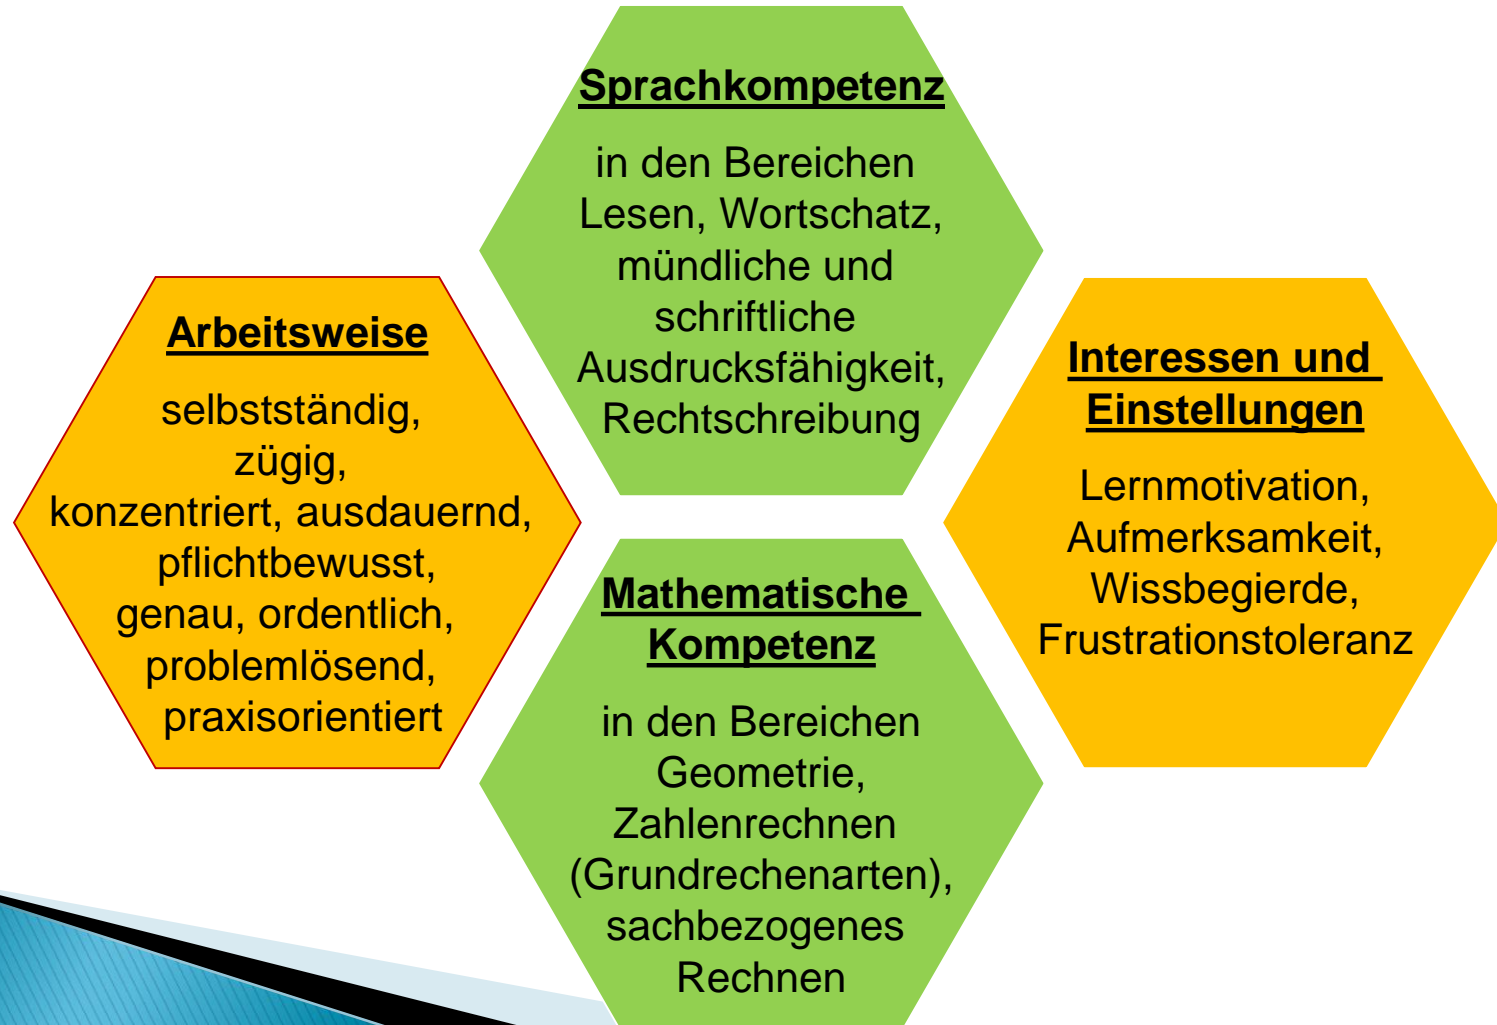 Sprachkompetenz
in den Bereichen
Lesen, Wortschatz,
mündliche und
schriftliche
Ausdrucksfähigkeit,
Rechtschreibung
Arbeitsweise
selbstständig,
zügig,
konzentriert, ausdauernd,
pflichtbewusst,
genau, ordentlich,
problemlösend,
praxisorientiert
Interessen und
Einstellungen
Lernmotivation,
Aufmerksamkeit,
Wissbegierde,
Frustrationstoleranz
Mathematische
Kompetenz
in den Bereichen
Geometrie,
Zahlenrechnen
(Grundrechenarten),
sachbezogenes
Rechnen